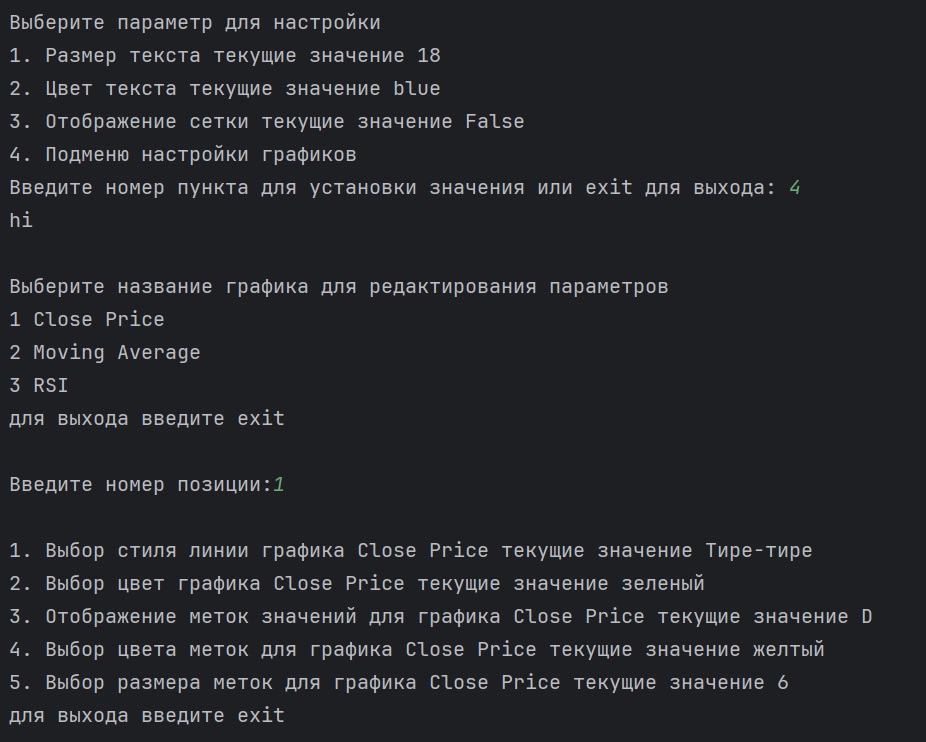 Выберите параметр для настройки
1. Размер текста текущие значение 18
2. Цвет текста текущие значение blue
3. Отображение сетки текущие значение False
4. Подменю настройки графиков
Введите номер пункта для установки значения или exit для выхода: 4
hi
Выберите название графика для редактирования параметров
1 Close Price
2 Moving Average
3 RSI
для выхода введите exit
Введите номер позиции:1
1. Выбор стиля линии графика Close Price текущие значение Тире-тире
2. Выбор цвет графика Close Price текущие значение зеленый
3. Отображение меток значений для графика Close Price текущие значение D
4. Выбор цвета меток для графика Close Price текущие значение желтый
5. Выбор размера меток для графика Close Price текущие значение 6
для выхода введите exit